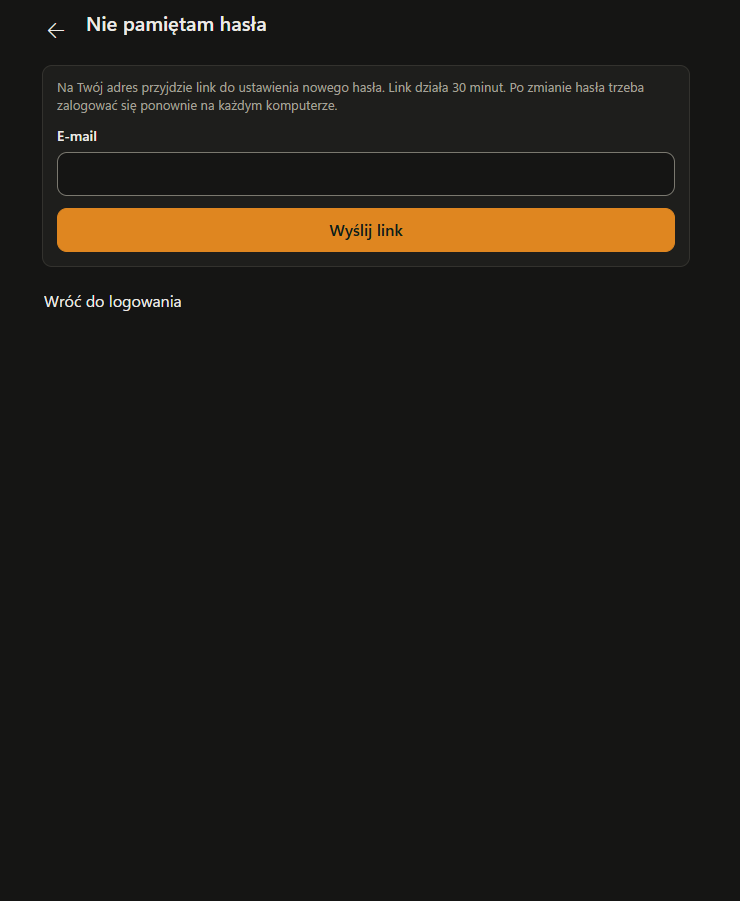 Nie pamiętam hasła
Na Twój adres przyjdzie link do ustawienia nowego hasła. Link działa 30 minut. Po zmianie hasła trzeba
zalogować się ponownie na każdym komputerze.
E-mail
Wyślij link
Wróć do logowania